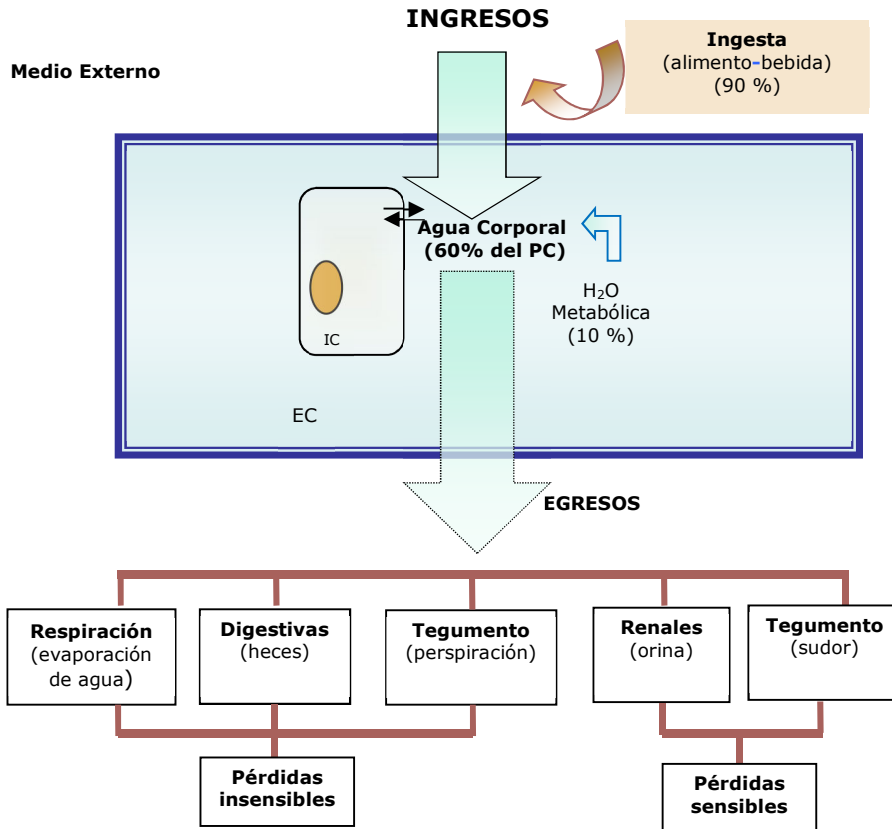 INGRESOS
Ingesta
(alimento-bebida)
(90 %)
Medio Externo
Agua Corporal
(60% del PC)
H₂O
Metabólica
(10 %)
IC
EC
EGRESOS
Respiración
(evaporación
de agua)
Digestivas
(heces)
Tegumento
(perspiración)
Renales
(orina)
Tegumento
(sudor)
Pérdidas
insensibles
Pérdidas
sensibles